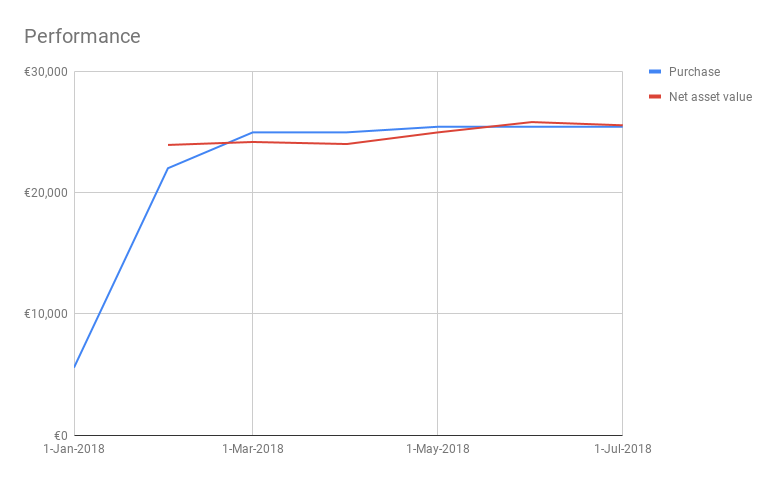 Performance
Purchase
Net asset value
€30,000
€20,000
€10,000
€0
1-Jan-2018
1-Mar-2018
1-May-2018
1-Jul-2018